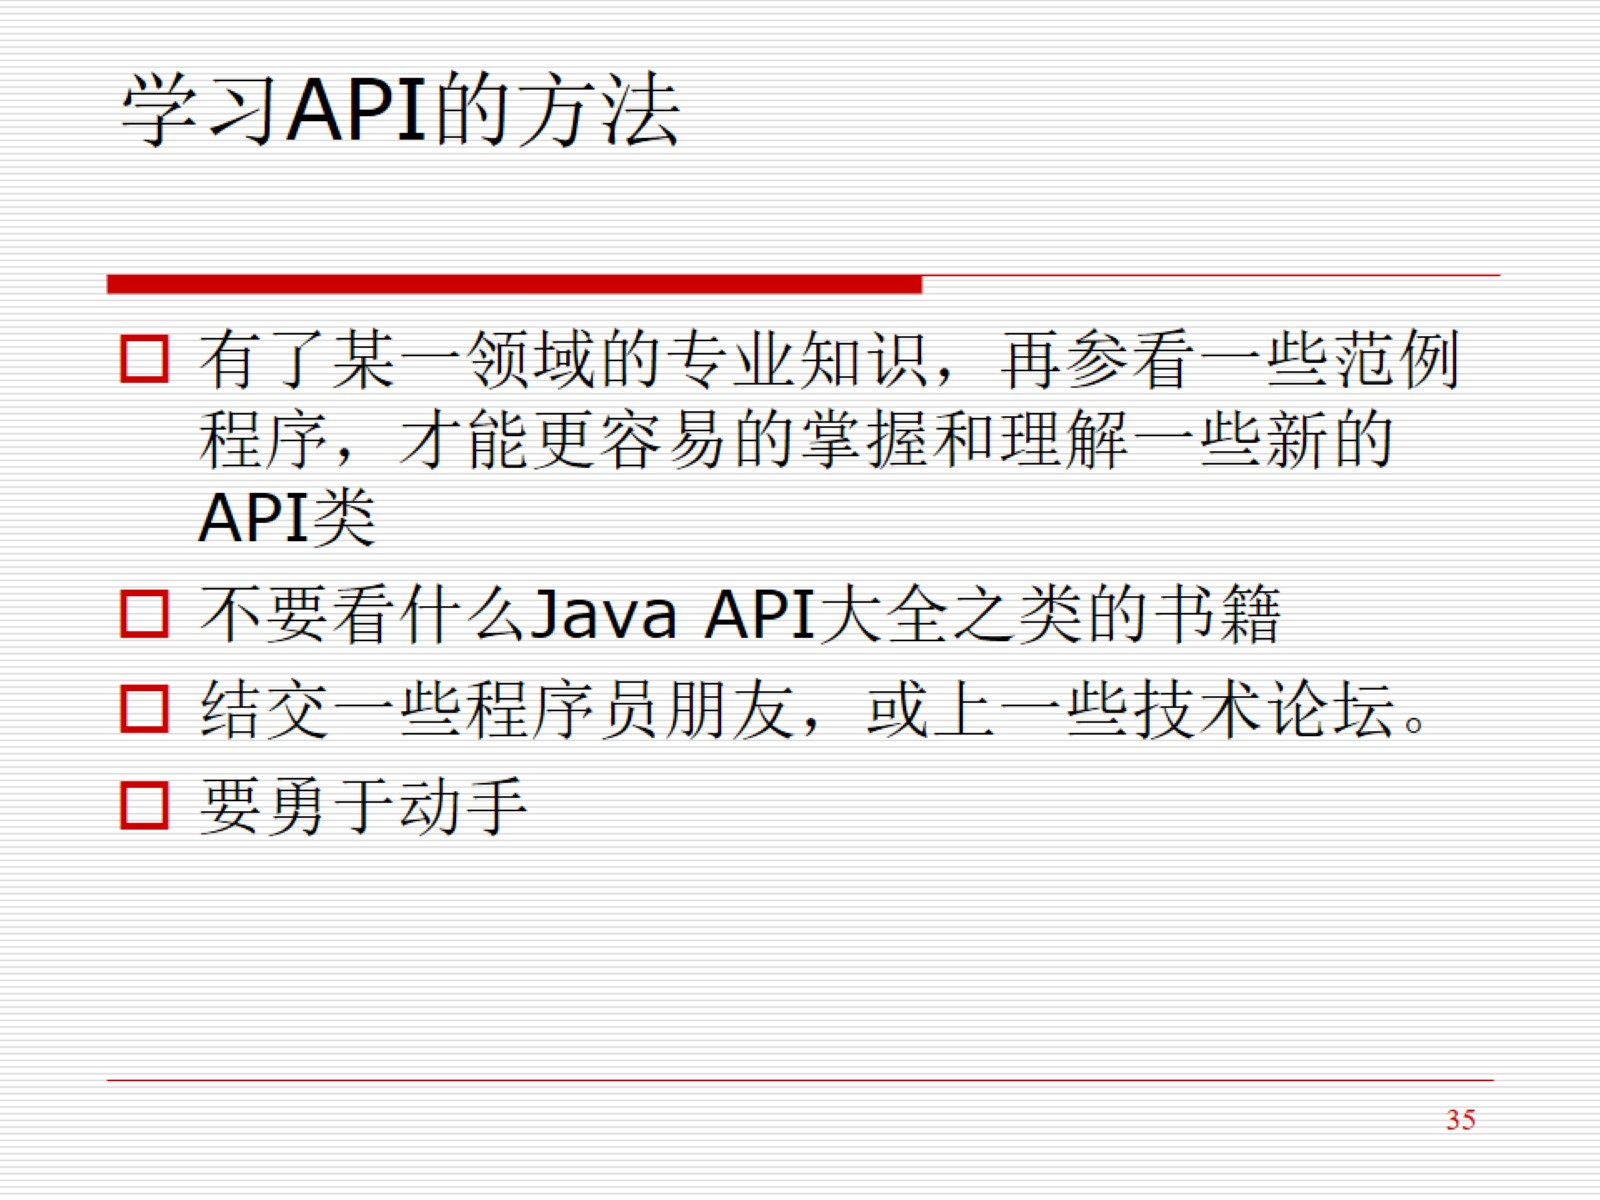 学习API的方法
有了某一领域的专业知识，再参看一些范例
程序，才能更容易的掌握和理解一些新的
API类
不要看什么Java API大全之类的书籍
结交一些程序员朋友，或上一些技术论坛。
要勇于动手
35